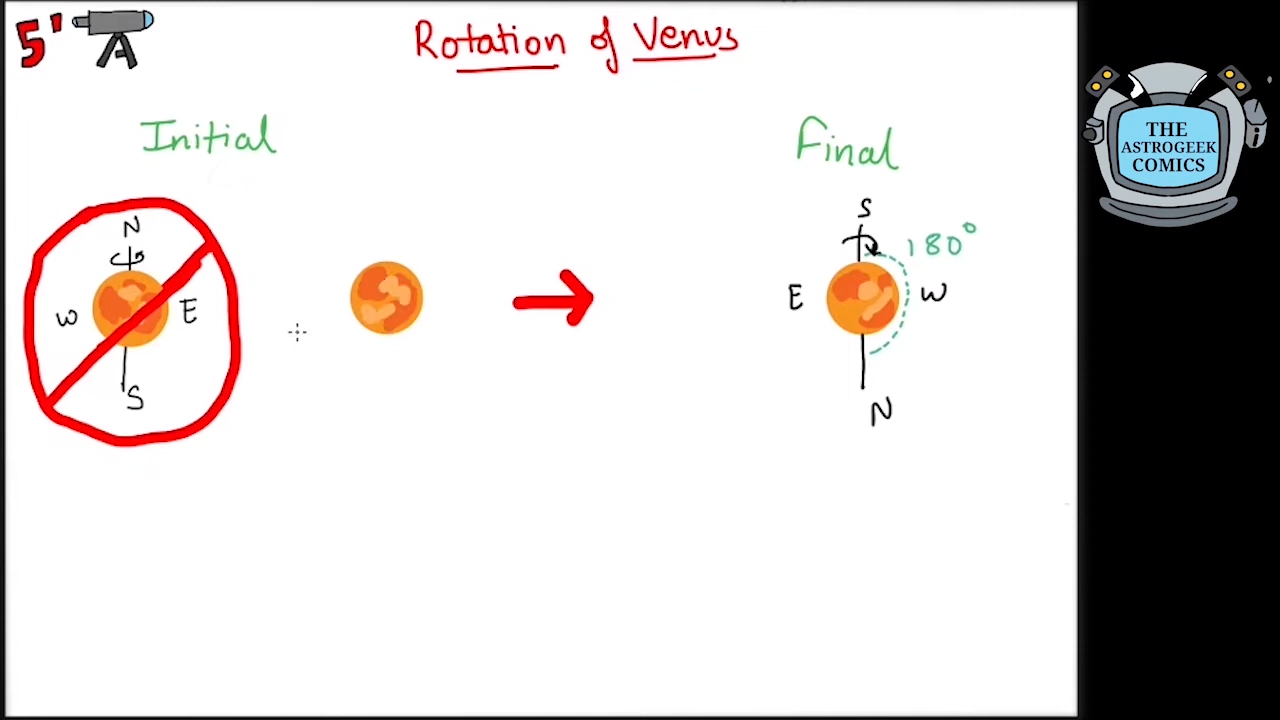 5'
Rotation of Venus
Initial
Final
N
W
E
S
S
180°
E
W
N
THE
ASTROGEEK
COMICS